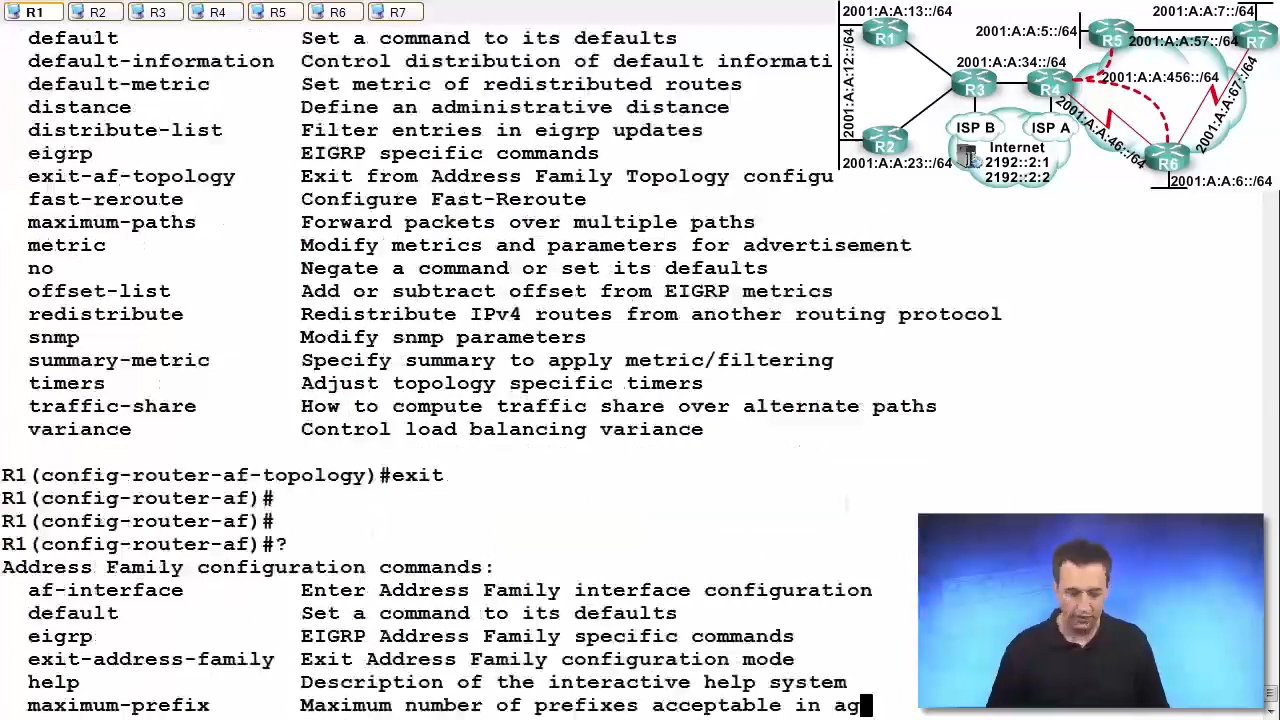 R1 R2 R3 R4 R5 R6 R7
default Set a command to its defaults
default-information Control distribution of default informati
default-metric Set metric of redistributed routes
distance Define an administrative distance
distribute-list Filter entries in eigrp updates
eigrp EIGRP specific commands
exit-af-topology Exit from Address Family Topology configu
fast-reroute Configure Fast-Reroute
maximum-paths Forward packets over multiple paths
metric Modify metrics and parameters for advertisement
no Negate a command or set its defaults
offset-list Add or subtract offset from EIGRP metrics
redistribute Redistribute IPv4 routes from another routing protocol
snmp Modify snmp parameters
summary-metric Specify summary to apply metric/filtering
timers Adjust topology specific timers
traffic-share How to compute traffic share over alternate paths
variance Control load balancing variance
R1(config-router-af-topology)#exit
R1(config-router-af)#
R1(config-router-af)#
R1(config-router-af)#?
Address Family configuration commands:
af-interface Enter Address Family interface configuration
default Set a command to its defaults
eigrp EIGRP Address Family specific commands
exit-address-family Exit Address Family configuration mode
help Description of the interactive help system
maximum-prefix Maximum number of prefixes acceptable in ag
2001:A:A:13::/64
2001:A:A:7::/64
R1
2001:A:A:5::/64
R5
2001:A:A:57::/64
R7
2001:A:A:12::/64
2001:A:A:34::/64
R3
R4
2001:A:A:456::/64
2001:A:A:67::/64
2001:A:A:46::/64
ISP B
ISP A
R2
Internet
2192::2:1
2192::2:2
2001:A:A:23::/64
R6
2001:A:A:6::/64